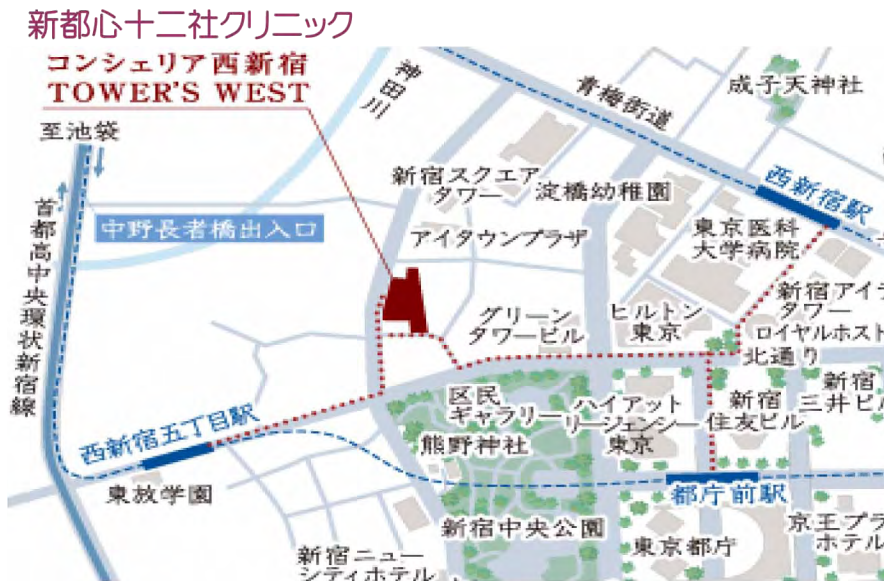 新都心十二社クリニック
コンシェリア西新宿
TOWER'S WEST
神田川
青梅街道
成子天神社
至池袋
首都高中央環状新宿線
中野長者橋出入口
新宿スクエア
タワー
淀橋幼稚園
西新宿駅
東京医科
大学病院
アイタウンプラザ
グリーン
タワービル
ヒルトン
東京
新宿アイラ
タワー
ロイヤルホスト
北通り
区民
ギャラリー
ハイアット
リージェンシー
東京
新宿
住友ビル
新宿
三井ビル
西新宿五丁目駅
熊野神社
東放学園
都庁前駅
新宿中央公園
東京都庁
京王プラ
ホテル
新宿ニュー
シティホテル